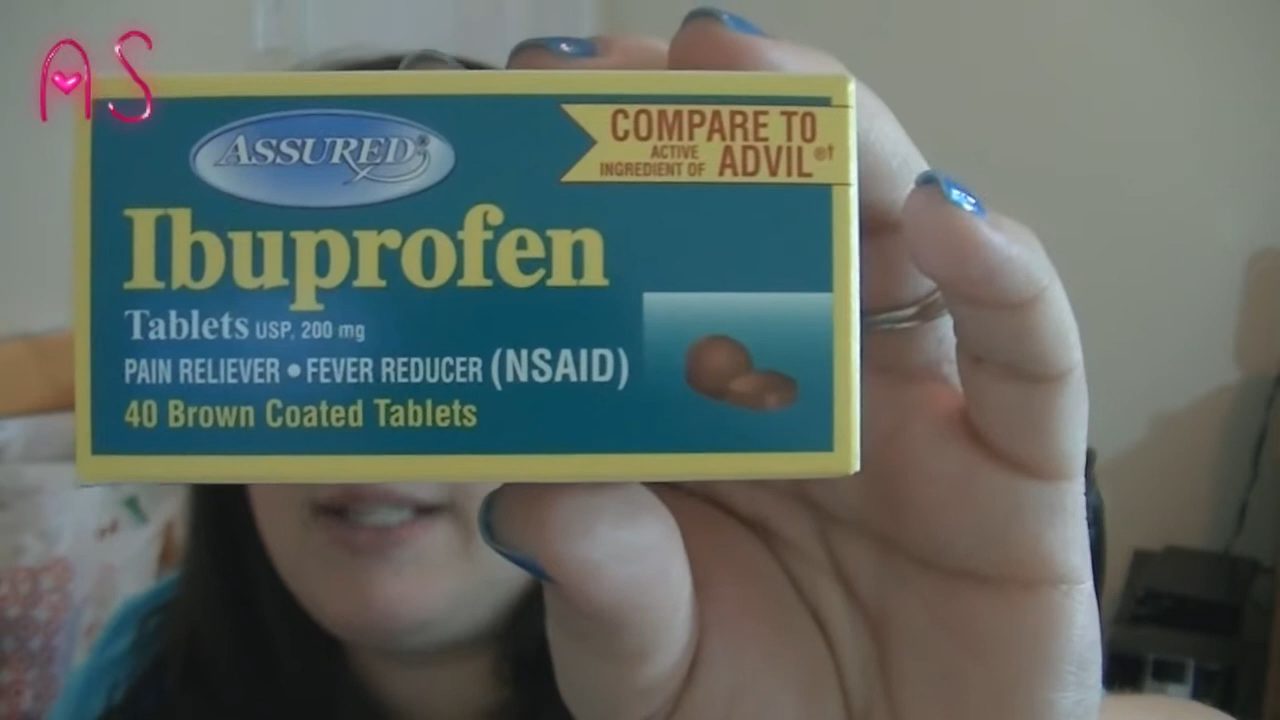 AS
ASSURED®
COMPARE TO
ACTIVE
INGREDIENT OF ADVIL®†
Ibuprofen
Tablets USP, 200 mg
PAIN RELIEVER • FEVER REDUCER (NSAID)
40 Brown Coated Tablets